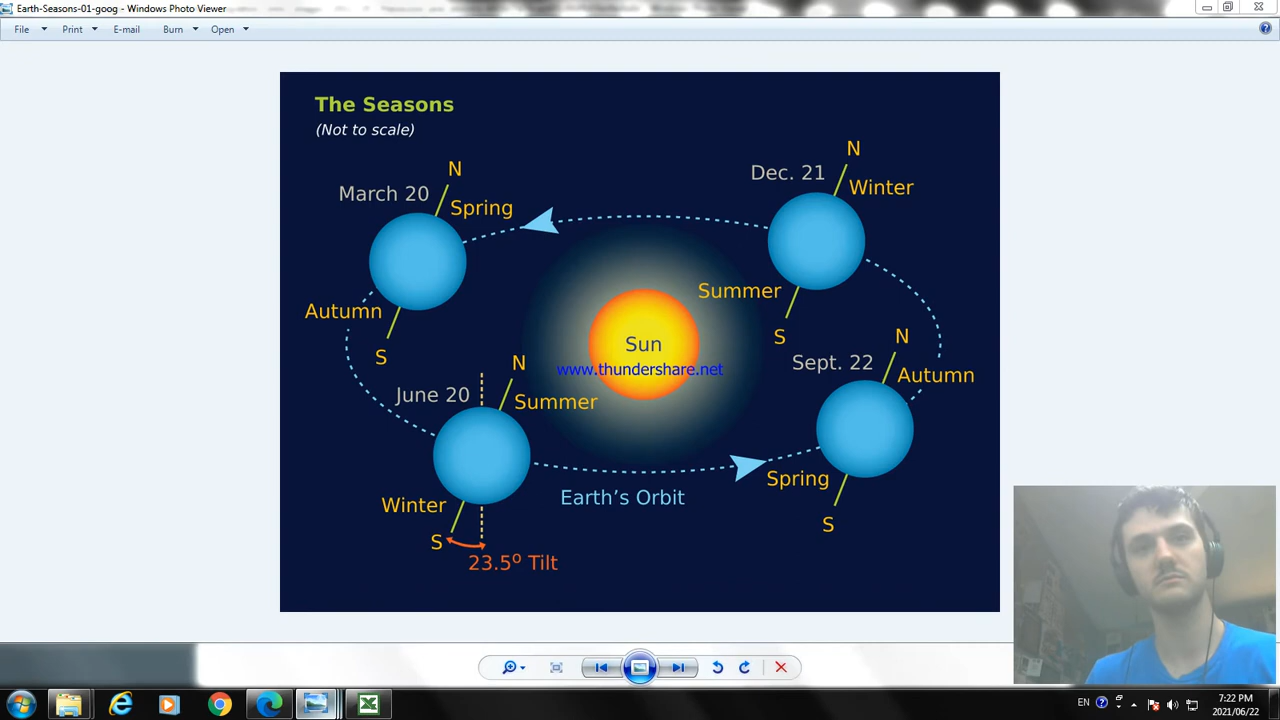 Earth-Seasons-01-goog - Windows Photo Viewer
File Print E-mail Burn Open
The Seasons
(Not to scale)
N
Dec. 21
Winter
N
March 20
Spring
Summer
S
Autumn
S
Sun
www.thundershare.net
N
Sept. 22
Autumn
N
June 20
Summer
Spring
S
Earth's Orbit
Winter
S
23.5° Tilt
EN
7:22 PM
2021/06/22